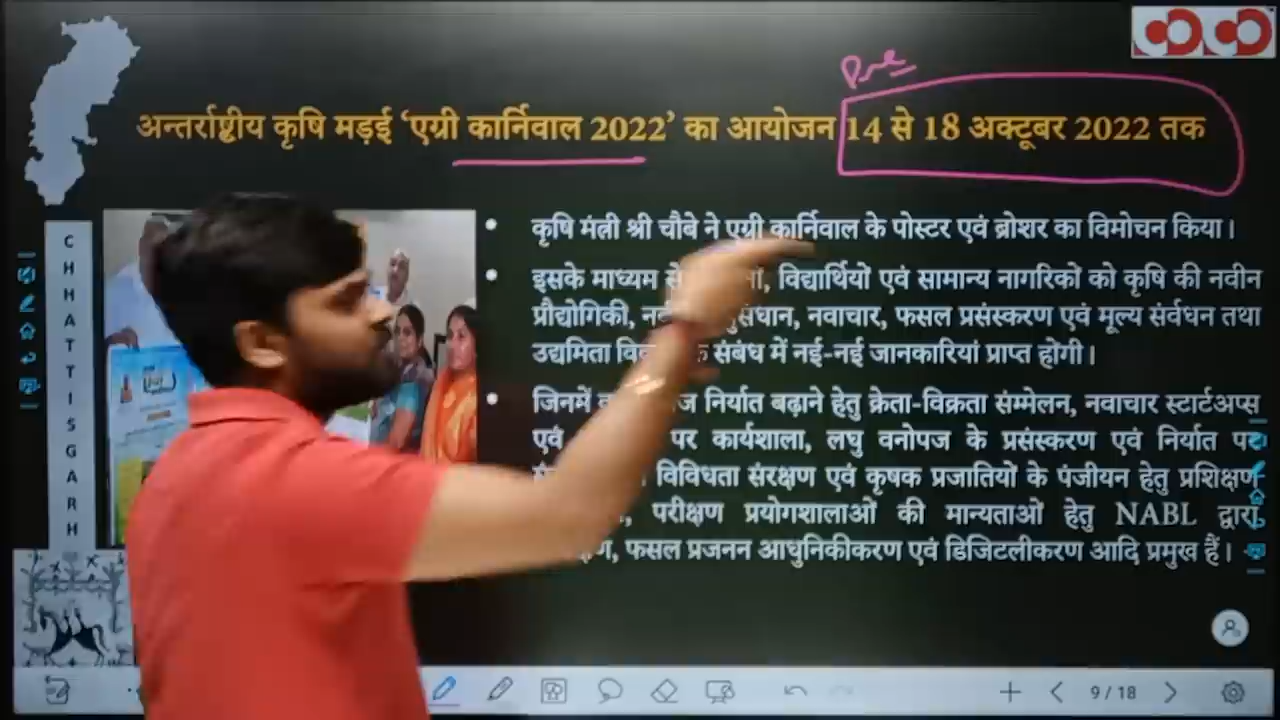 Pre
अन्तर्राष्ट्रीय कृषि मड़ई ‘एग्री कार्निवाल 2022’ का आयोजन 14 से 18 अक्टूबर 2022 तक
CHHATTISGARH
कृषि मंत्री श्री चौबे ने एग्री कार्निवाल के पोस्टर एवं ब्रोशर का विमोचन किया।
इसके माध्यम से विद्यार्थियों एवं सामान्य नागरिकों को कृषि की नवीन
प्रौद्योगिकी, नवाचार, फसल प्रसंस्करण एवं मूल्य संर्वधन तथा
उद्यमिता संबंध में नई-नई जानकारियां प्राप्त होगी।
जिनमें निर्यात बढ़ाने हेतु क्रेता-विक्रता संम्मेलन, नवाचार स्टार्टअप्स
एवं पर कार्यशाला, लघु वनोपज के प्रसंस्करण एवं निर्यात पर
विविधता संरक्षण एवं कृषक प्रजातियों के पंजीयन हेतु प्रशिक्षण
परीक्षण प्रयोगशालाओं की मान्यताओं हेतु NABL द्वारा
फसल प्रजनन आधुनिकीकरण एवं डिजिटलीकरण आदि प्रमुख हैं।
9/18